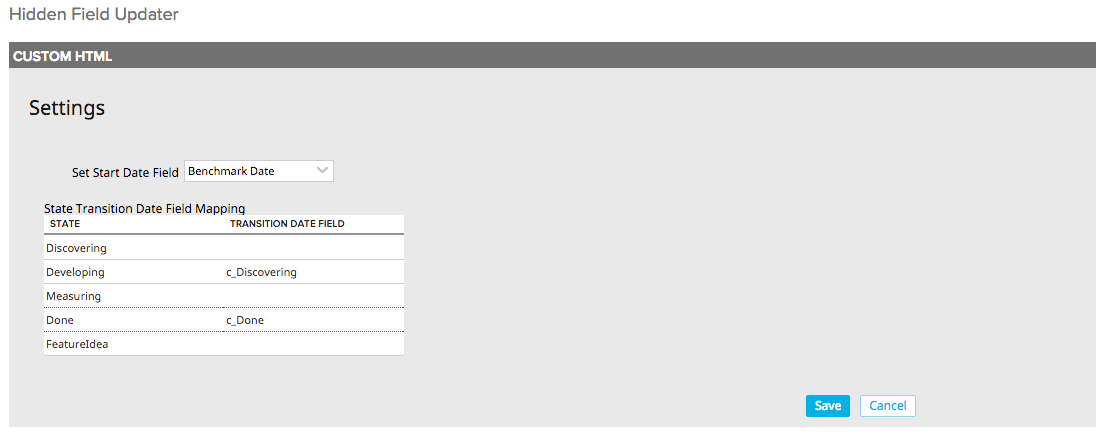 Hidden Field Updater
CUSTOM HTML
Settings
Set Start Date Field Benchmark Date
State Transition Date Field Mapping
STATE TRANSITION DATE FIELD
Discovering
Developing c_Discovering
Measuring
Done c_Done
FeatureIdea
Save Cancel